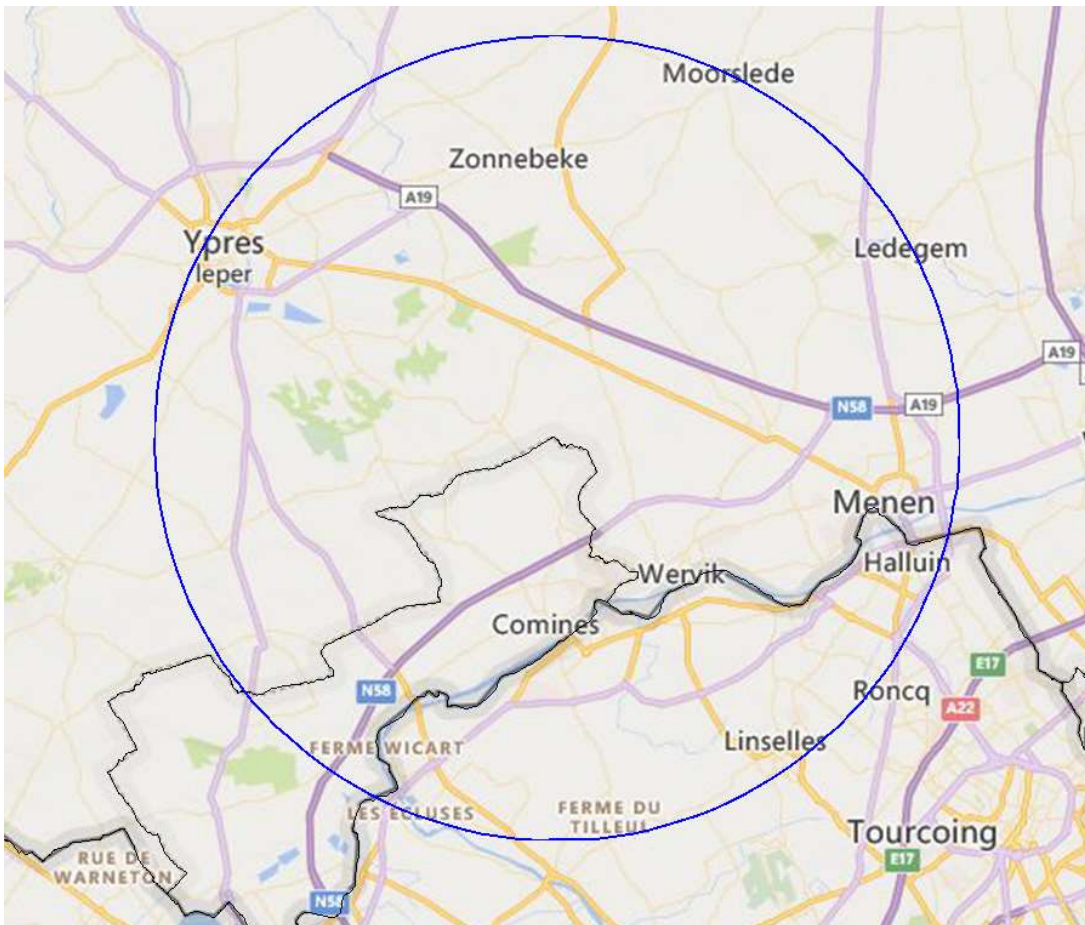 Moorslede
Zonnebeke
A19
Ypres
Ieper
Ledegem
A19
N58
A19
Menen
Halluin
Wervik
Comines
E17
N58
Roncq
A22
Linselles
FERME WICART
LES ECLUSES
FERME DU
TILLEUL
Tourcoing
RUE DE
WARNETON
E17
N58